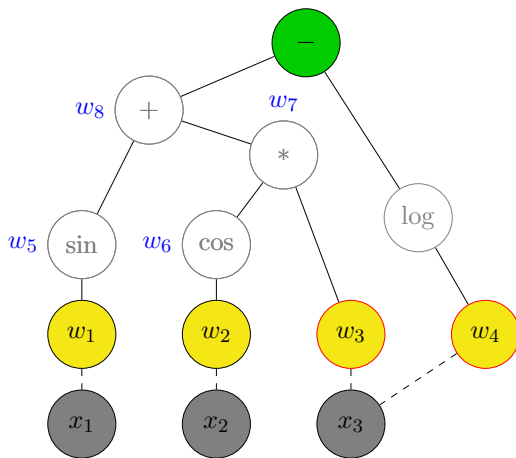 −
w₇
w₈ +
*
log
w₅ sin w₆ cos
w₁ w₂ w₃ w₄
x₁ x₂ x₃